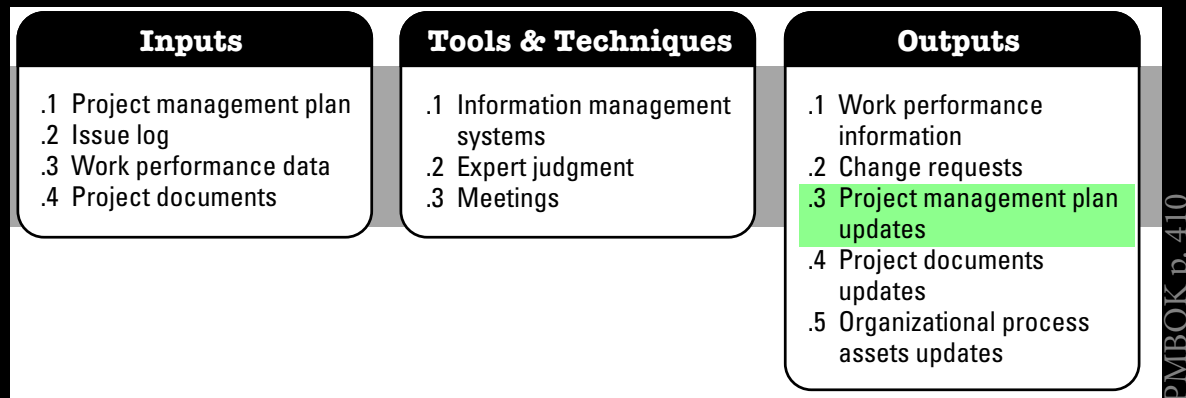 Inputs
.1 Project management plan
.2 Issue log
.3 Work performance data
.4 Project documents
Tools & Techniques
.1 Information management
systems
.2 Expert judgment
.3 Meetings
Outputs
.1 Work performance
information
.2 Change requests
.3 Project management plan
updates
.4 Project documents
updates
.5 Organizational process
assets updates
PMBOK p. 410